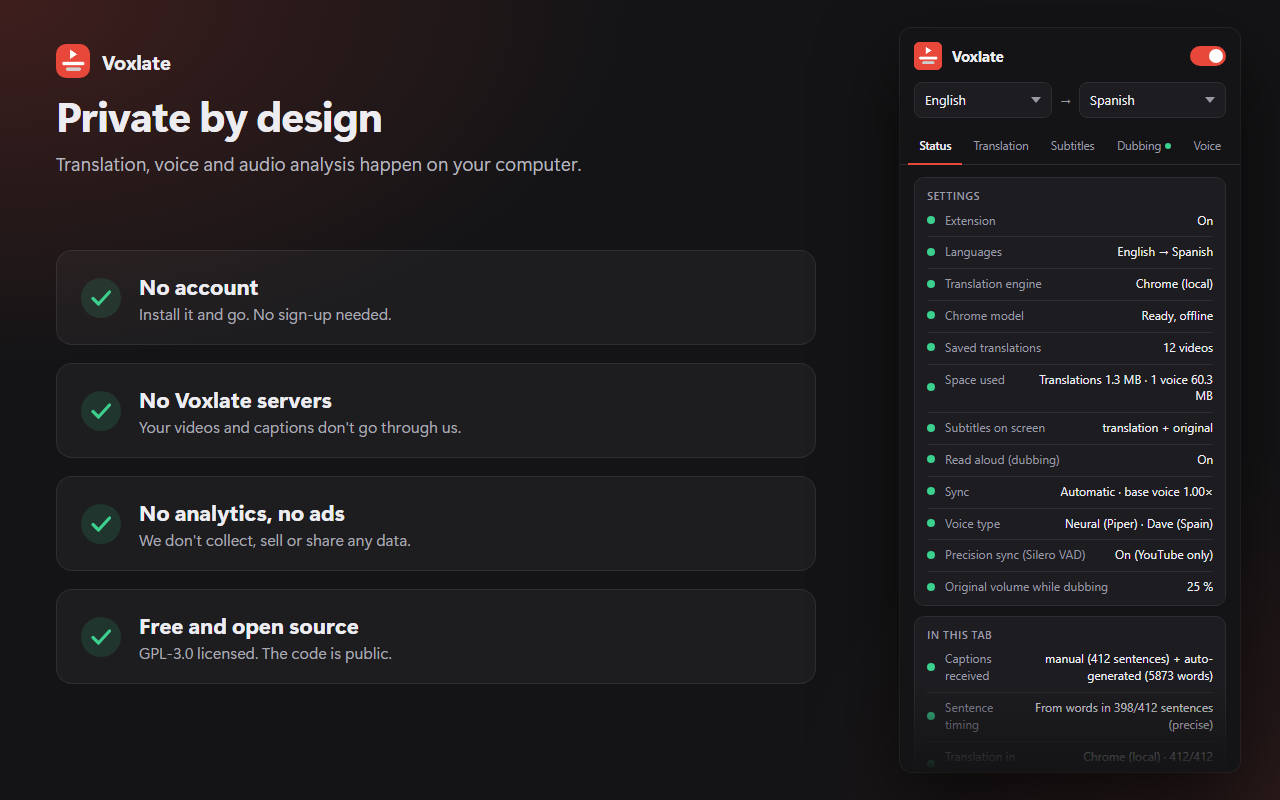 Voxlate
Private by design
Translation, voice and audio analysis happen on your computer.
No account
Install it and go. No sign-up needed.
No Voxlate servers
Your videos and captions don't go through us.
No analytics, no ads
We don't collect, sell or share any data.
Free and open source
GPL-3.0 licensed. The code is public.
Voxlate
English → Spanish
Status Translation Subtitles Dubbing Voice
SETTINGS
Extension On
Languages English → Spanish
Translation engine Chrome (local)
Chrome model Ready, offline
Saved translations 12 videos
Space used Translations 1.3 MB · 1 voice 60.3
MB
Subtitles on screen translation + original
Read aloud (dubbing) On
Sync Automatic · base voice 1.00×
Voice type Neural (Piper) · Dave (Spain)
Precision sync (Silero VAD) On (YouTube only)
Original volume while dubbing 25 %
IN THIS TAB
Captions manual (412 sentences) + auto-
received generated (5873 words)
Sentence From words in 398/412 sentences
timing (precise)
Translation in Chrome (local) · 412/412